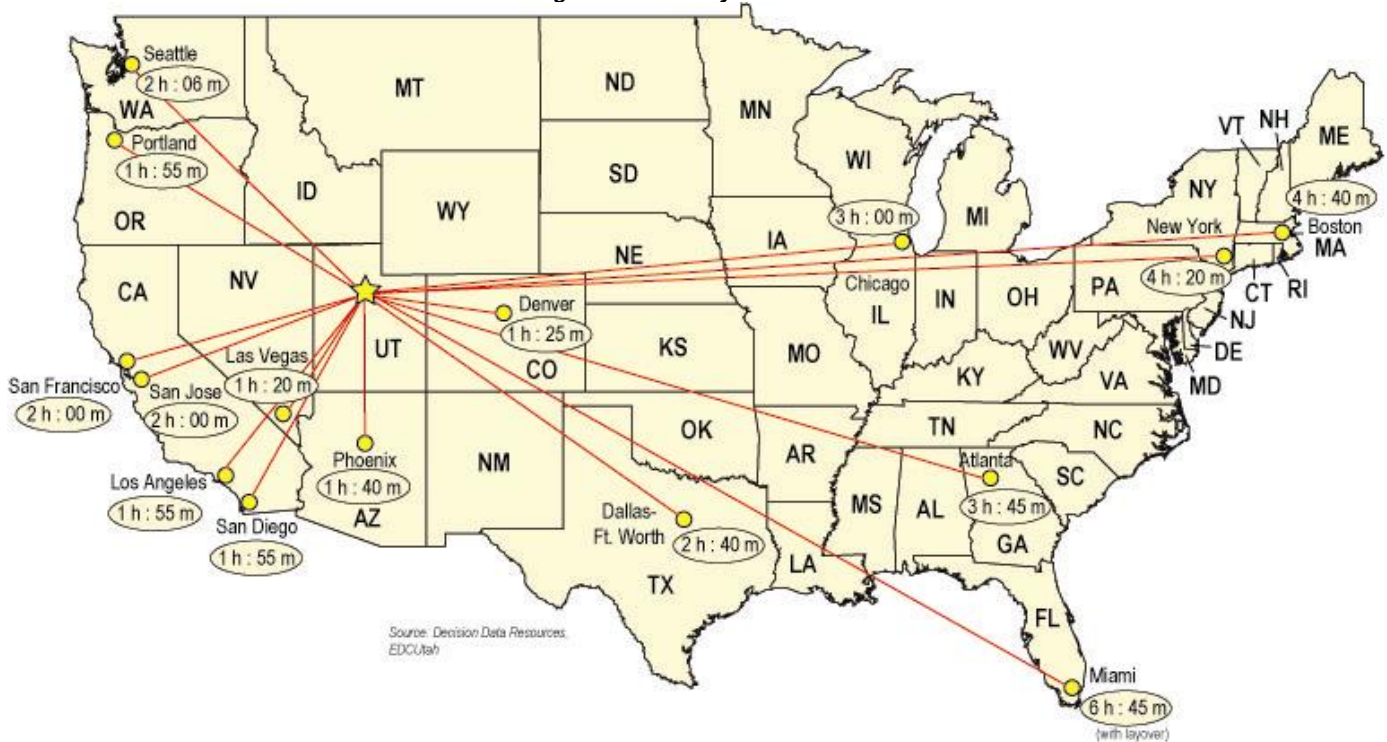 Seattle
2 h : 06 m
WA
Portland
1 h : 55 m
OR
MT
ID
WY
ND
SD
NE
MN
WI
IA
3 h : 00 m
Chicago
IL
MI
IN
OH
VT
NH
ME
NY
4 h : 40 m
New York
Boston
MA
4 h : 20 m
CT
RI
PA
NJ
DE
MD
WV
VA
KY
CA
NV
UT
Denver
1 h : 25 m
CO
KS
MO
San Francisco
2 h : 00 m
San Jose
2 h : 00 m
Las Vegas
1 h : 20 m
Los Angeles
1 h : 55 m
San Diego
1 h : 55 m
Phoenix
1 h : 40 m
AZ
NM
OK
AR
TN
NC
SC
Atlanta
3 h : 45 m
GA
AL
MS
LA
Dallas-
Ft. Worth
2 h : 40 m
TX
FL
Miami
6 h : 45 m
(with layover)
Source: Decision Data Resources,
EDCUtah